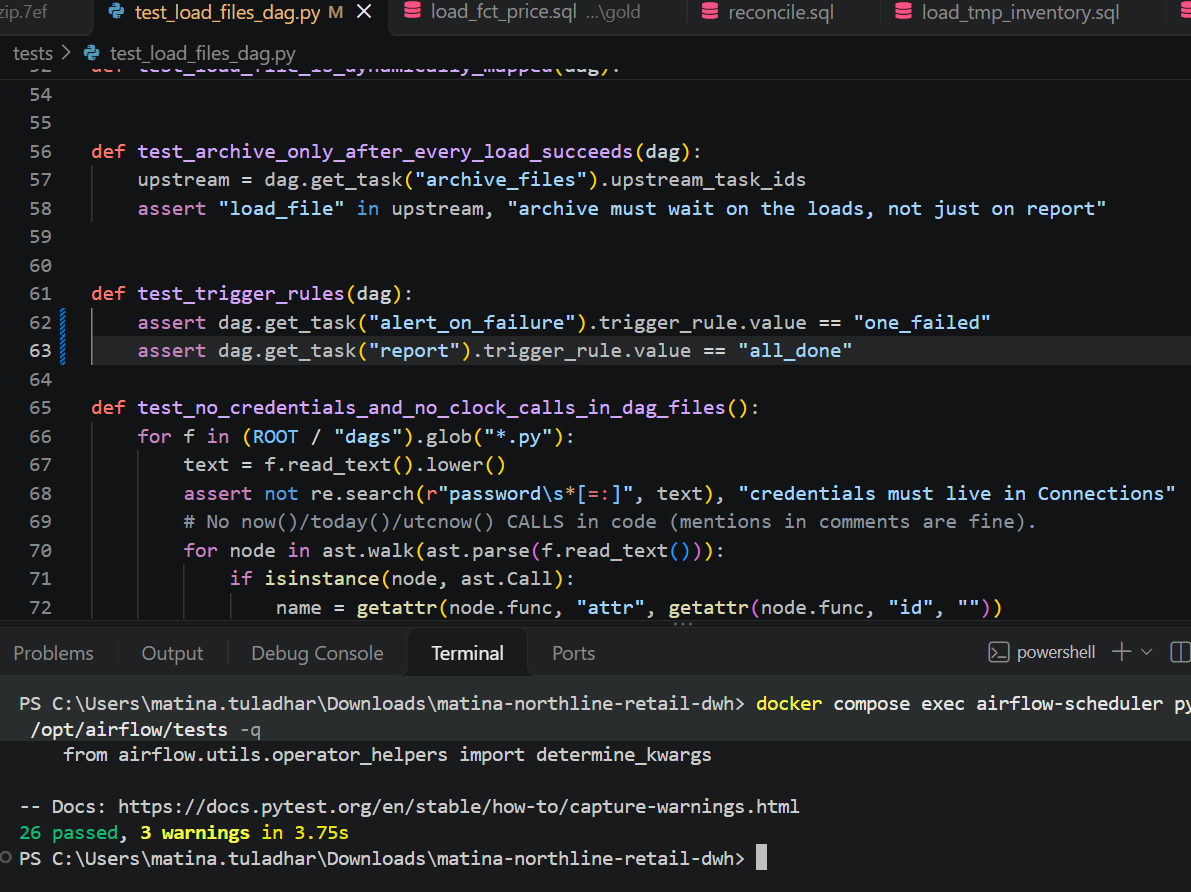 zip.7ef
test_load_files_dag.py M
load_fct_price.sql ...\gold
reconcile.sql
load_tmp_inventory.sql
tests > test_load_files_dag.py
52 def test_load_file_is_dynamically_mapped(dag):
54
55
56 def test_archive_only_after_every_load_succeeds(dag):
57 upstream = dag.get_task("archive_files").upstream_task_ids
58 assert "load_file" in upstream, "archive must wait on the loads, not just on report"
59
60
61 def test_trigger_rules(dag):
62 assert dag.get_task("alert_on_failure").trigger_rule.value == "one_failed"
63 assert dag.get_task("report").trigger_rule.value == "all_done"
64
65 def test_no_credentials_and_no_clock_calls_in_dag_files():
66 for f in (ROOT / "dags").glob("*.py"):
67 text = f.read_text().lower()
68 assert not re.search(r"password\s*[=:]", text), "credentials must live in Connections"
69 # No now()/today()/utcnow() CALLS in code (mentions in comments are fine).
70 for node in ast.walk(ast.parse(f.read_text())):
71 if isinstance(node, ast.Call):
72 name = getattr(node.func, "attr", getattr(node.func, "id", ""))
Problems Output Debug Console Terminal Ports powershell
PS C:\Users\matina.tuladhar\Downloads\matina-northline-retail-dwh> docker compose exec airflow-scheduler py
/opt/airflow/tests -q
from airflow.utils.operator_helpers import determine_kwargs
-- Docs: https://docs.pytest.org/en/stable/how-to/capture-warnings.html
26 passed, 3 warnings in 3.75s
PS C:\Users\matina.tuladhar\Downloads\matina-northline-retail-dwh>